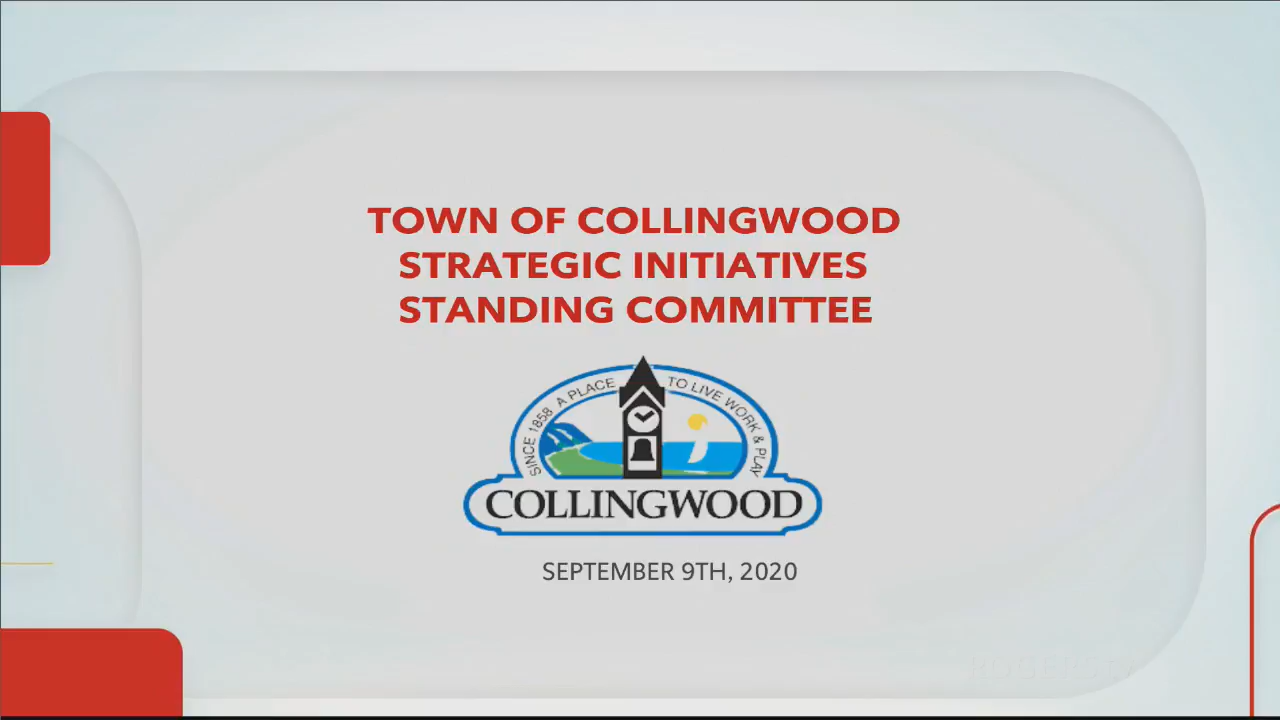 TOWN OF COLLINGWOOD
STRATEGIC INITIATIVES
STANDING COMMITTEE
SINCE 1858 A PLACE TO LIVE WORK & PLAY
COLLINGWOOD
SEPTEMBER 9TH, 2020